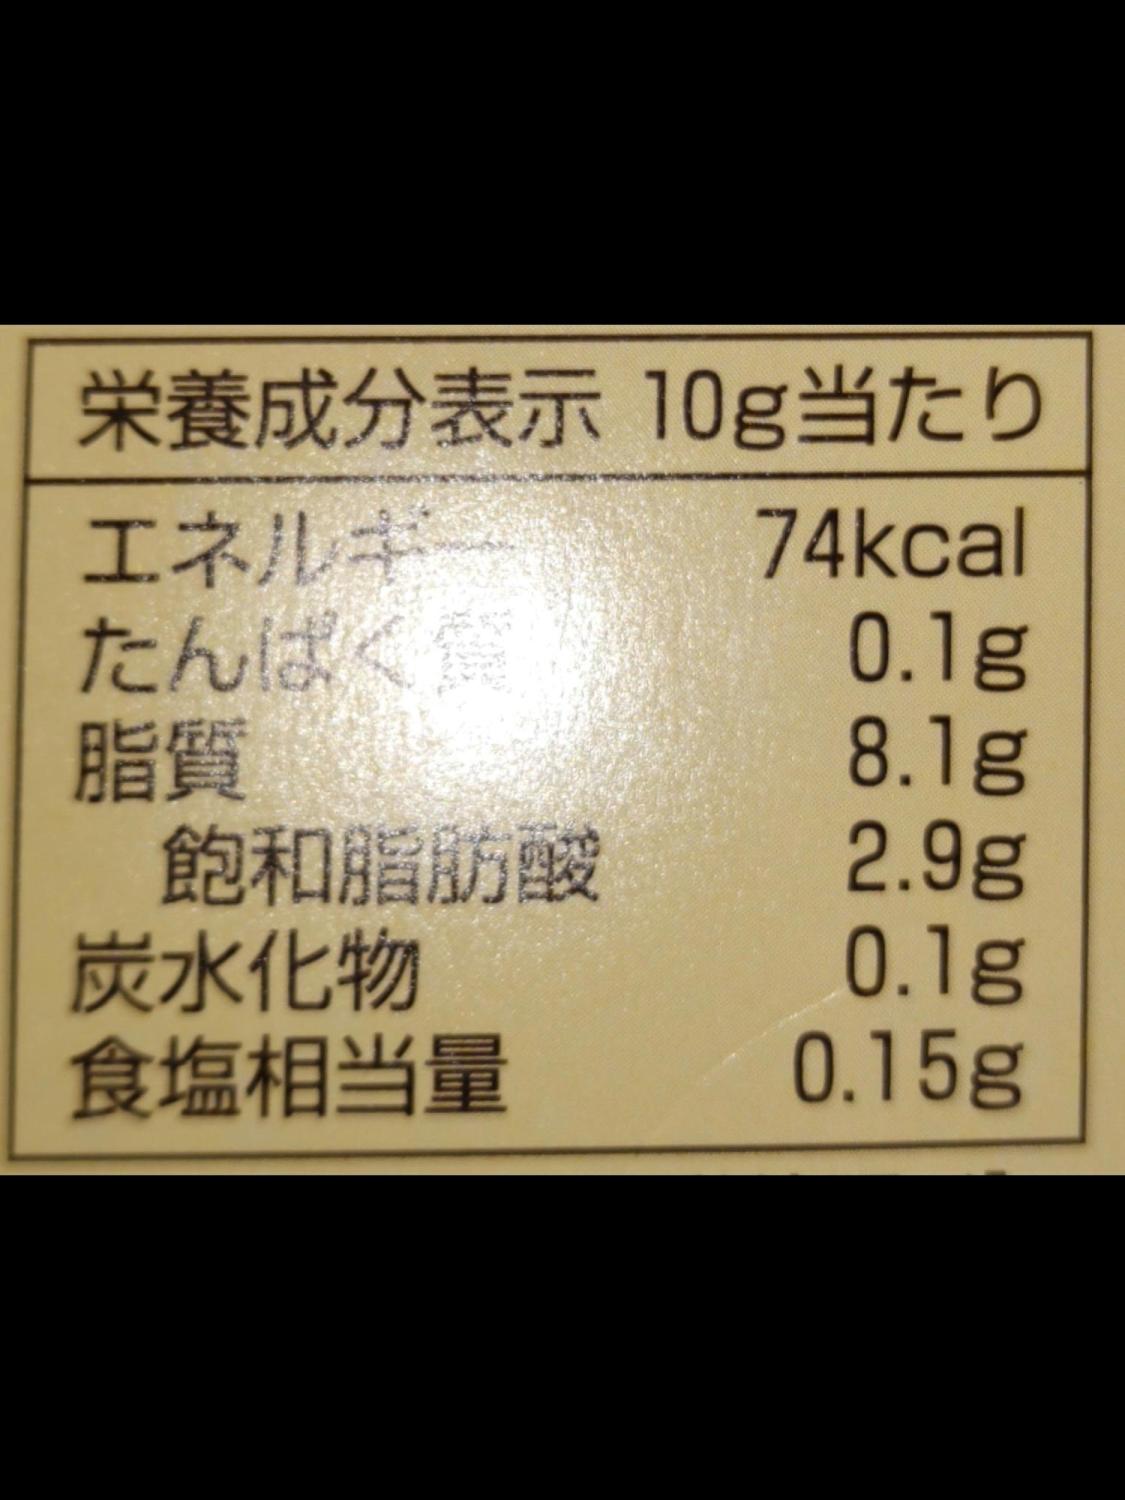 栄養成分表示 10g当たり
エネルギー 74kcal
たんぱく質 0.1g
脂質 8.1g
飽和脂肪酸 2.9g
炭水化物 0.1g
食塩相当量 0.15g